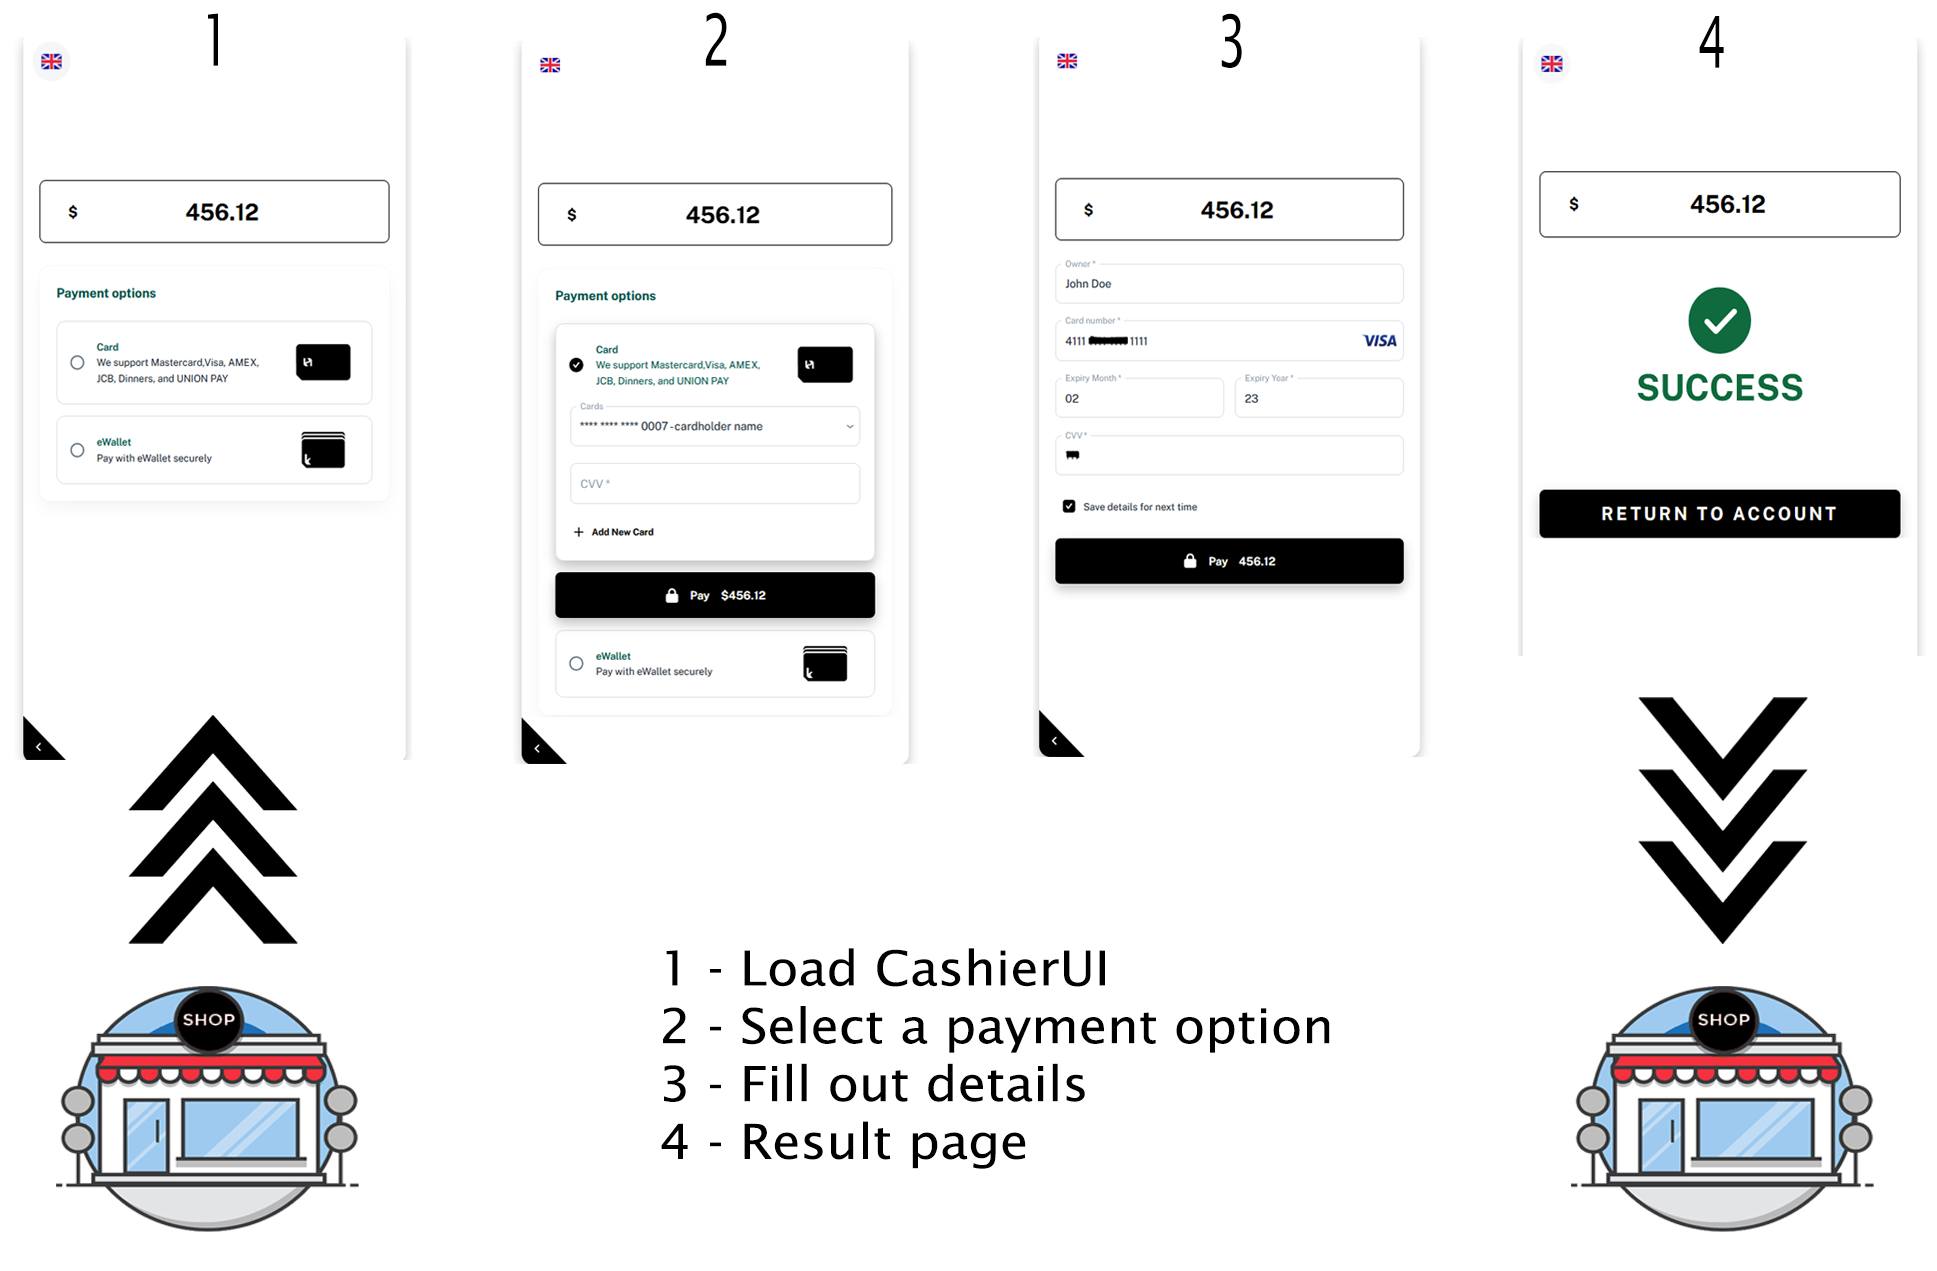 1
$ 456.12
Payment options
Card
We support Mastercard,Visa, AMEX,
JCB, Dinners, and UNION PAY
eWallet
Pay with eWallet securely
k
2
$ 456.12
Payment options
Card
We support Mastercard,Visa, AMEX,
JCB, Dinners, and UNION PAY
Cards
**** **** **** 0007 - cardholder name
CVV *
+ Add New Card
Pay $456.12
eWallet
Pay with eWallet securely
k
3
$ 456.12
Owner *
John Doe
Card number *
4111 1111 VISA
Expiry Month * Expiry Year *
02 23
CVV *
Save details for next time
Pay 456.12
4
$ 456.12
SUCCESS
RETURN TO ACCOUNT
1 - Load CashierUI
2 - Select a payment option
3 - Fill out details
4 - Result page
SHOP
SHOP